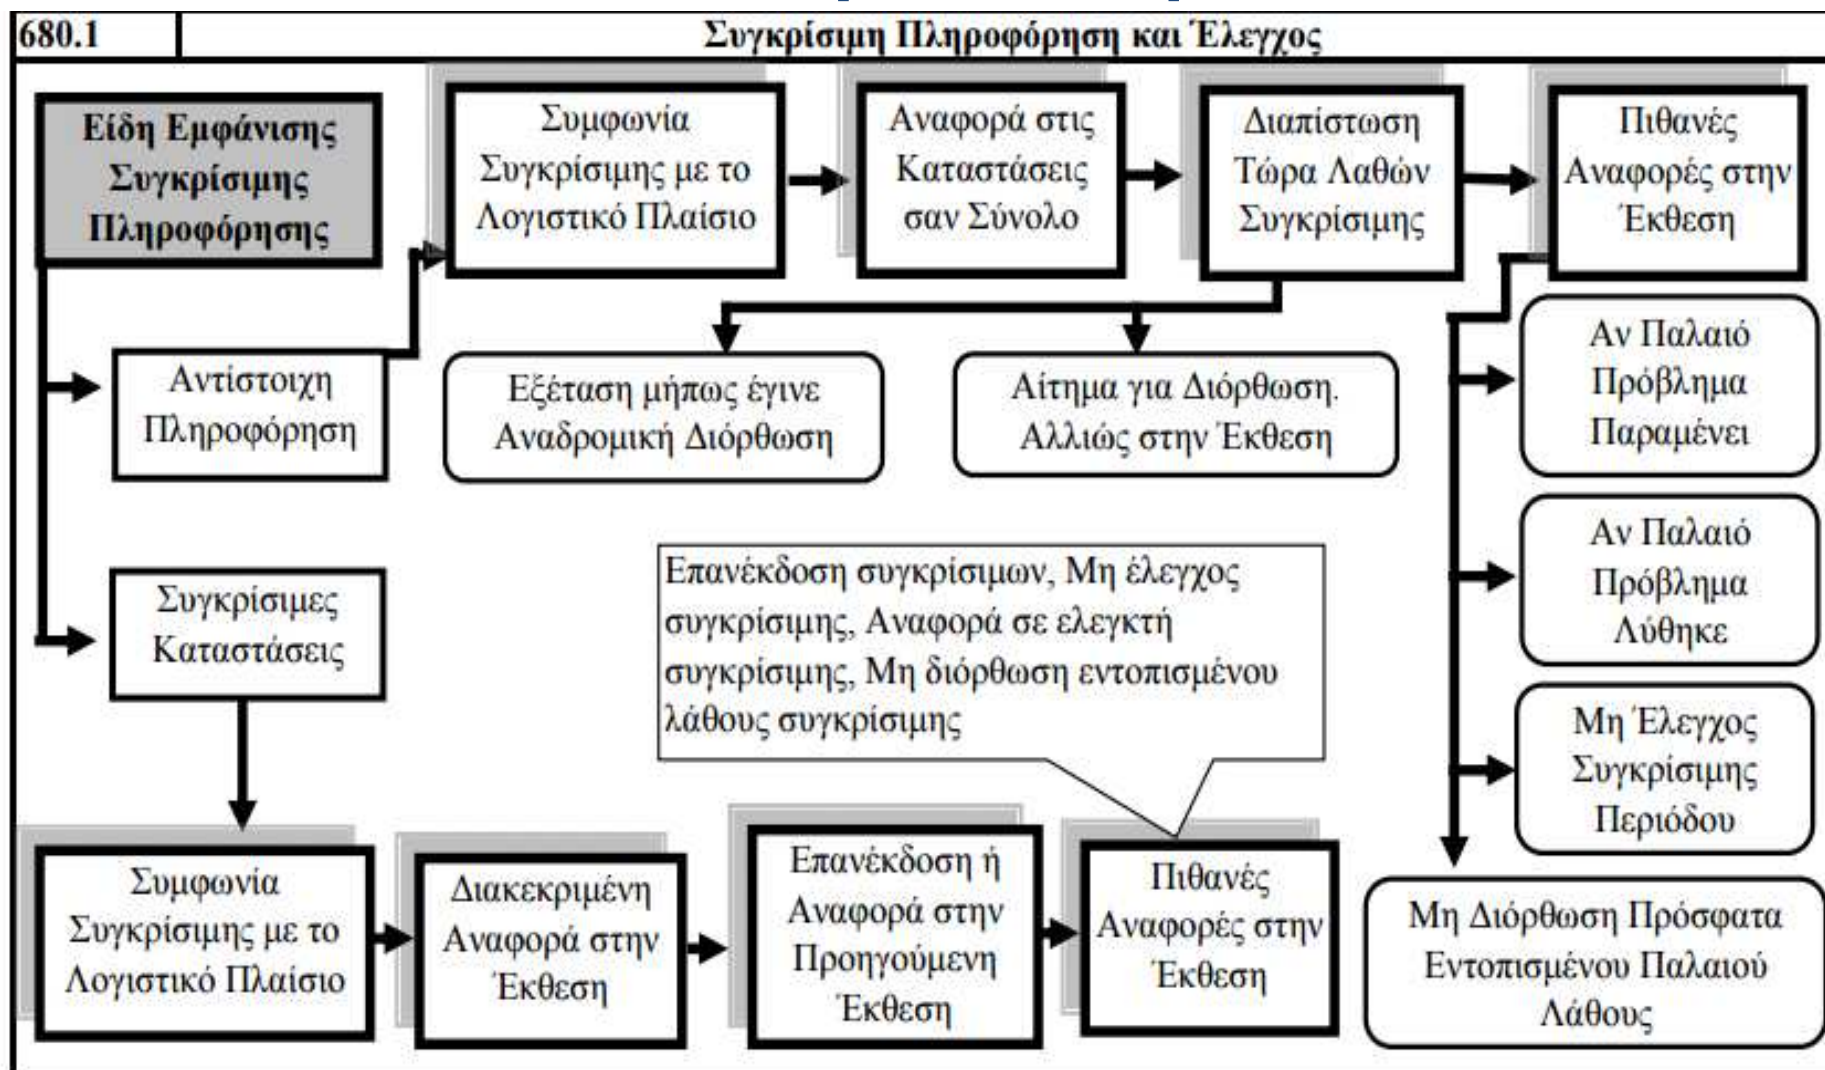 680.1
Συγκρίσιμη Πληροφόρηση και Έλεγχος
Είδη Εμφάνισης
Συγκρίσιμης
Πληροφόρησης
Συμφωνία
Συγκρίσιμης με το
Λογιστικό Πλαίσιο
Αναφορά στις
Καταστάσεις
σαν Σύνολο
Διαπίστωση
Τώρα Λαθών
Συγκρίσιμης
Πιθανές
Αναφορές στην
Έκθεση
Αντίστοιχη
Πληροφόρηση
Εξέταση μήπως έγινε
Αναδρομική Διόρθωση
Αίτημα για Διόρθωση.
Αλλιώς στην Έκθεση
Αν Παλαιό
Πρόβλημα
Παραμένει
Αν Παλαιό
Πρόβλημα
Λύθηκε
Μη Έλεγχος
Συγκρίσιμης
Περιόδου
Μη Διόρθωση Πρόσφατα
Εντοπισμένου Παλαιού
Λάθους
Συγκρίσιμες
Καταστάσεις
Επανέκδοση συγκρίσιμων, Μη έλεγχος
συγκρίσιμης, Αναφορά σε ελεγκτή
συγκρίσιμης, Μη διόρθωση εντοπισμένου
λάθους συγκρίσιμης
Συμφωνία
Συγκρίσιμης με το
Λογιστικό Πλαίσιο
Διακεκριμένη
Αναφορά στην
Έκθεση
Επανέκδοση ή
Αναφορά στην
Προηγούμενη
Έκθεση
Πιθανές
Αναφορές στην
Έκθεση